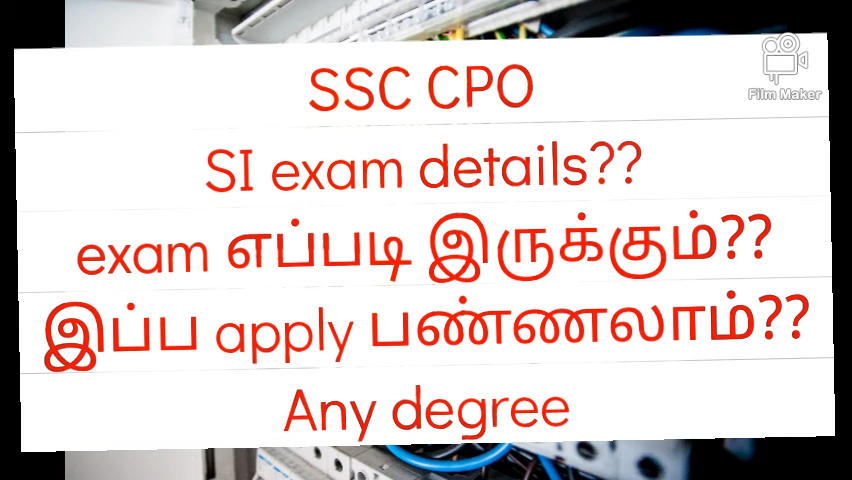 SSC CPO
Film Maker
SI exam details??
exam எப்படி இருக்கும்??
இப்ப apply பண்ணலாம்??
Any degree